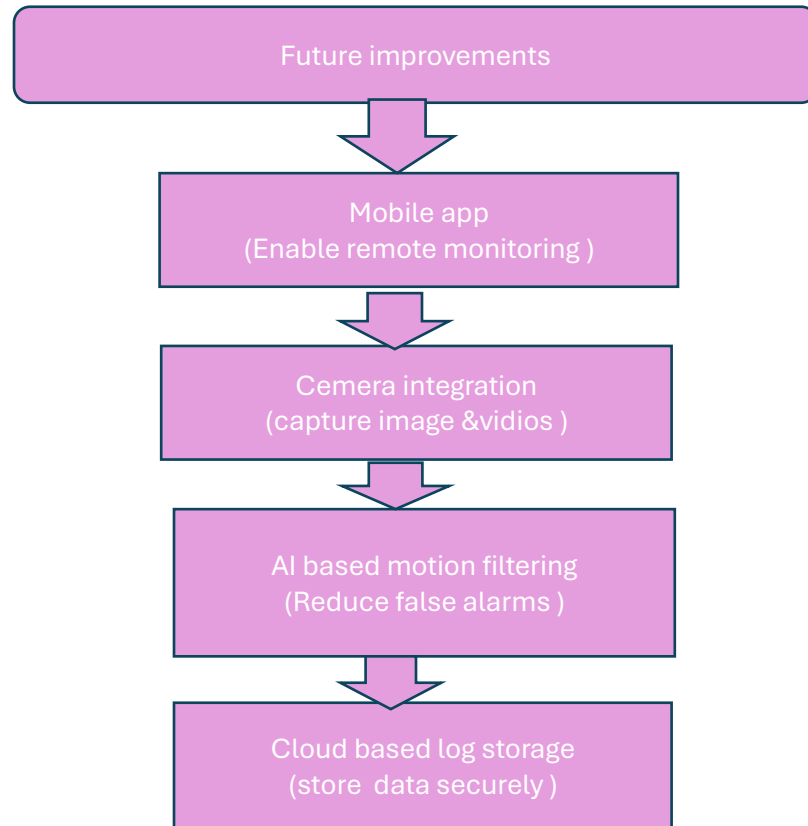 Future improvements
Mobile app
(Enable remote monitoring )
Cemera integration
(capture image &vidios )
AI based motion filtering
(Reduce false alarms )
Cloud based log storage
(store  data securely )